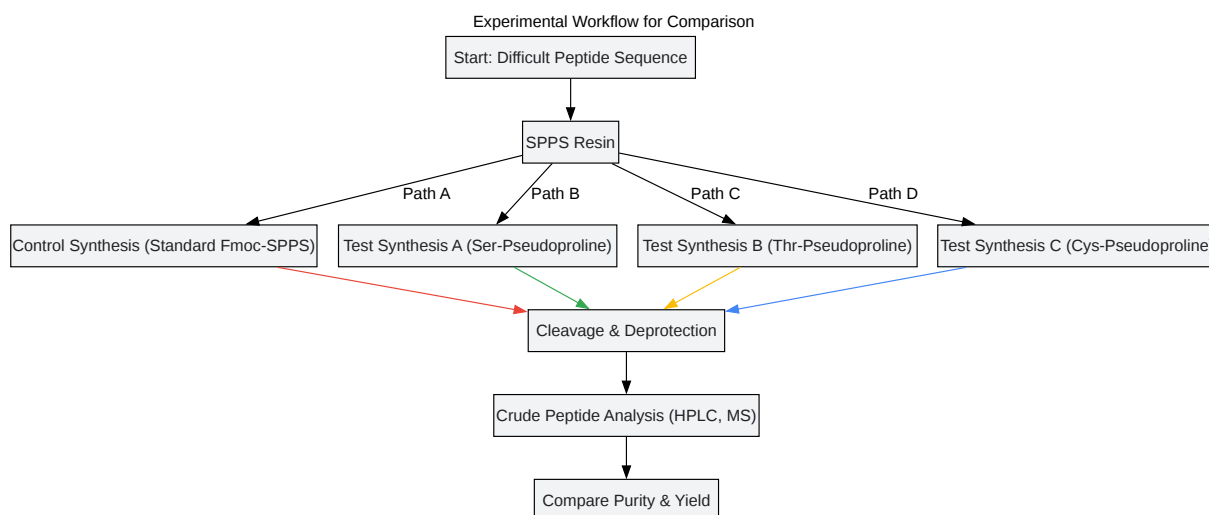 Experimental Workflow for Comparison
Start: Difficult Peptide Sequence
SPPS Resin
Path A
Path B
Path C
Path D
Control Synthesis (Standard Fmoc-SPPS)
Test Synthesis A (Ser-Pseudoproline)
Test Synthesis B (Thr-Pseudoproline)
Test Synthesis C (Cys-Pseudoproline
Cleavage & Deprotection
Crude Peptide Analysis (HPLC, MS)
Compare Purity & Yield